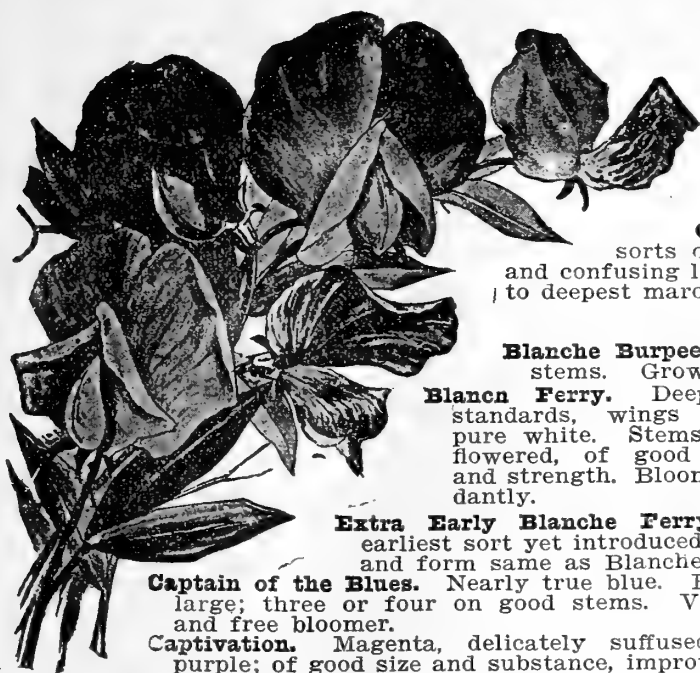 sorts
and confusing
to deepest
Blanche Burpee
stems. Grow
Blancn Ferry. Deep
standards, wings
pure white. Stems
flowered, of good
and strength. Bloom
dantly.
Extra Early Blanche Ferry
earliest sort yet introduced
and form same as Blanche
Captain of the Blues. Nearly true blue.
large; three or four on good stems. V
and free bloomer.
Captivation. Magenta, delicately suffused
purple; of good size and substance, impro